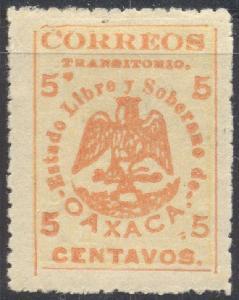 CORREOS
TRANSITORIO.
5 5
Estado Libre y Soberano de
OAXACA
5 5
CENTAVOS.